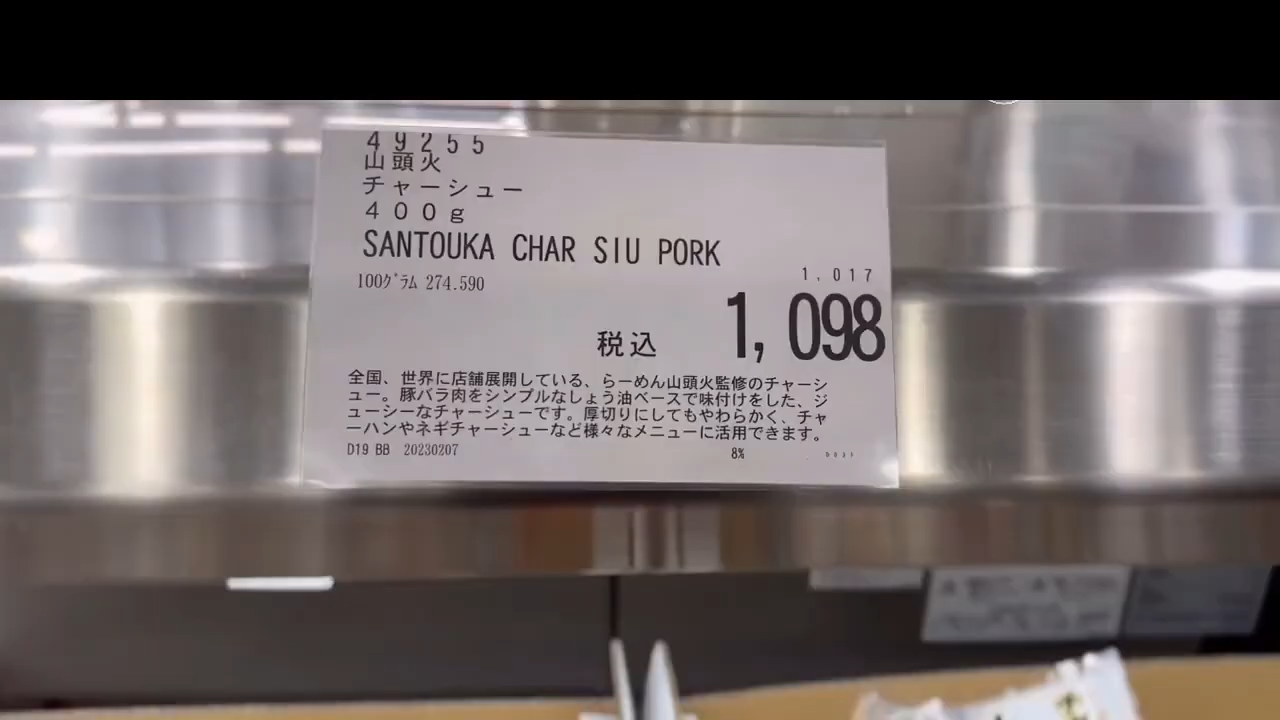 49255
山頭火
チャーシュー
400g
SANTOUKA CHAR SIU PORK
100グラム 274.590
1,017
税込 1,098
全国、世界に店舗展開している、らーめん山頭火監修のチャーシ
ュー。豚バラ肉をシンプルなしょう油ベースで味付けをした、ジ
ューシーなチャーシューです。厚切りにしてもやわらかく、チャ
ーハンやネギチャーシューなど様々なメニューに活用できます。
D19 BB 20230207
8%